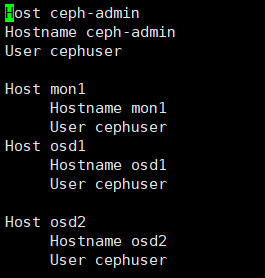 Host ceph-admin
Hostname ceph-admin
User cephuser

Host mon1
     Hostname mon1
     User cephuser
Host osd1
     Hostname osd1
     User cephuser

Host osd2
     Hostname osd2
     User cephuser